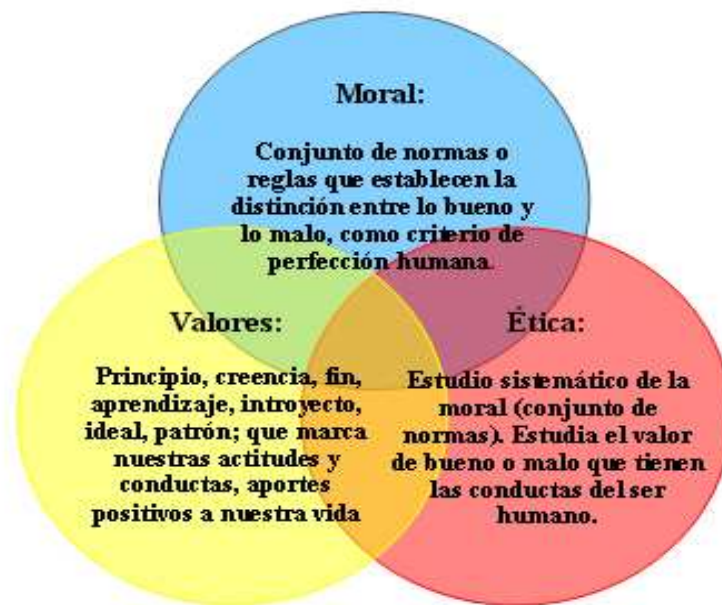 Moral:
Conjunto de normas o
reglas que establecen la
distinción entre lo bueno y
lo malo, como criterio de
perfección humana.
Valores:
Principio, creencia, fin,
aprendizaje, introyecto,
ideal, patrón; que marca
nuestras actitudes y
conductas, aportes
positivos a nuestra vida
Ética:
Estudio sistemático de la
moral (conjunto de
normas). Estudia el valor
de bueno o malo que tienen
las conductas del ser
humano.